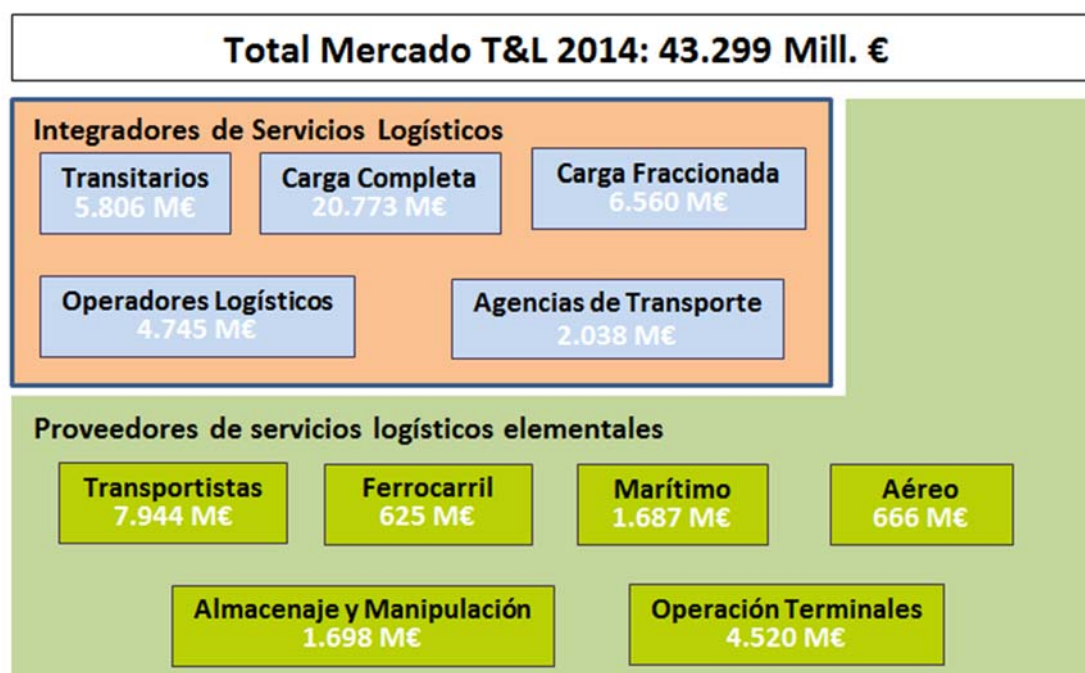 Total Mercado T&L 2014: 43.299 Mill. €
Integradores de Servicios Logísticos
Transitarios
5.806 M€
Carga Completa
20.773 M€
Carga Fraccionada
6.560 M€
Operadores Logísticos
4.745 M€
Agencias de Transporte
2.038 M€
Proveedores de servicios logísticos elementales
Transportistas
7.944 M€
Ferrocarril
625 M€
Marítimo
1.687 M€
Aéreo
666 M€
Almacenaje y Manipulación
1.698 M€
Operación Terminales
4.520 M€